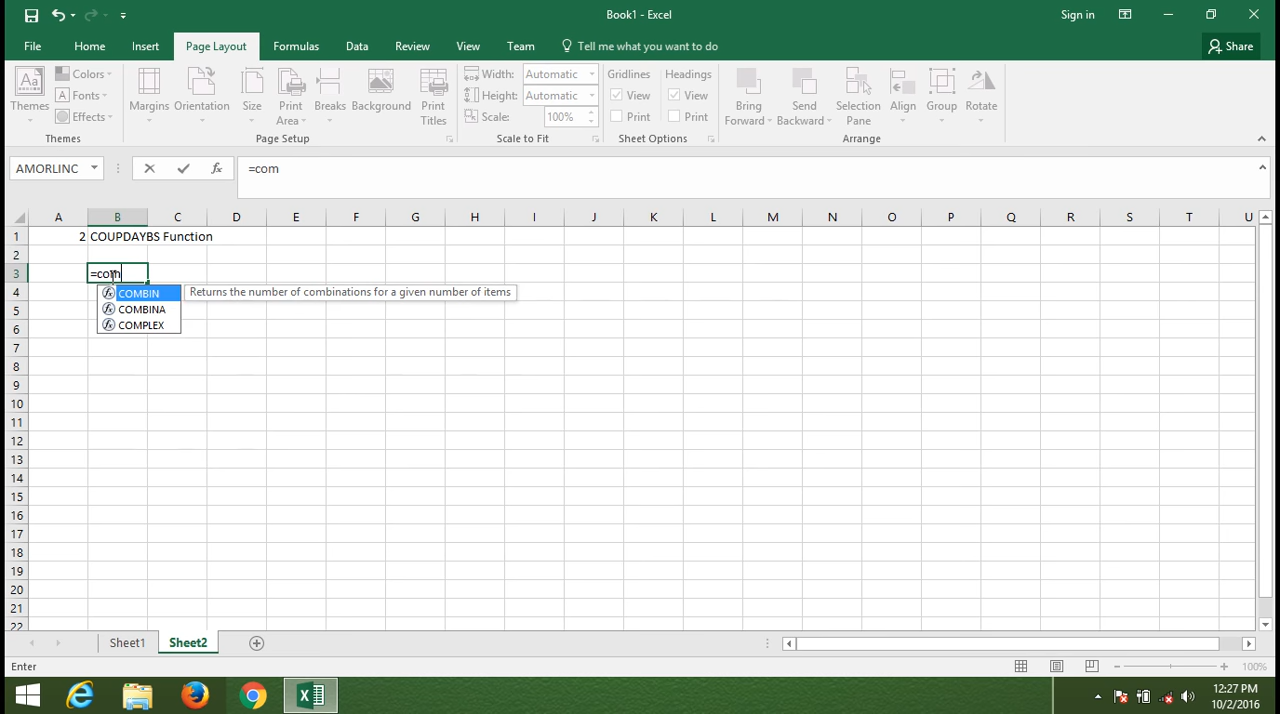 Book1 - Excel
Sign in
File Home Insert Page Layout Formulas Data Review View Team Tell me what you want to do Share
Themes
Colors
Fonts
Effects
Themes
Margins
Orientation
Size
Print Area
Breaks
Background
Print Titles
Page Setup
Width: Automatic
Height: Automatic
Scale: 100%
Scale to Fit
Gridlines
View
Print
Headings
View
Print
Sheet Options
Bring Forward
Send Backward
Selection Pane
Align
Group
Rotate
Arrange
AMORLINC
fx
=com
A B C D E F G H I J K L M N O P Q R S T U
1 2 COUPDAYBS Function
2
3 =com
COMBIN Returns the number of combinations for a given number of items
4
COMBINA
5
COMPLEX
6
7
8
9
10
11
12
13
14
15
16
17
18
19
20
21
22
Sheet1 Sheet2
Enter
100%
12:27 PM
10/2/2016